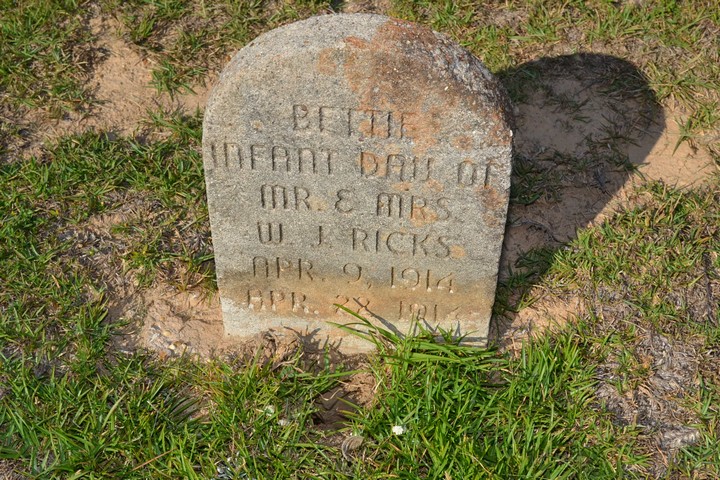 BETTIE
INFANT DAU. OF
MR. & MRS.
W. J. RICKS
APR. 9, 1914
APR. 28, 1914